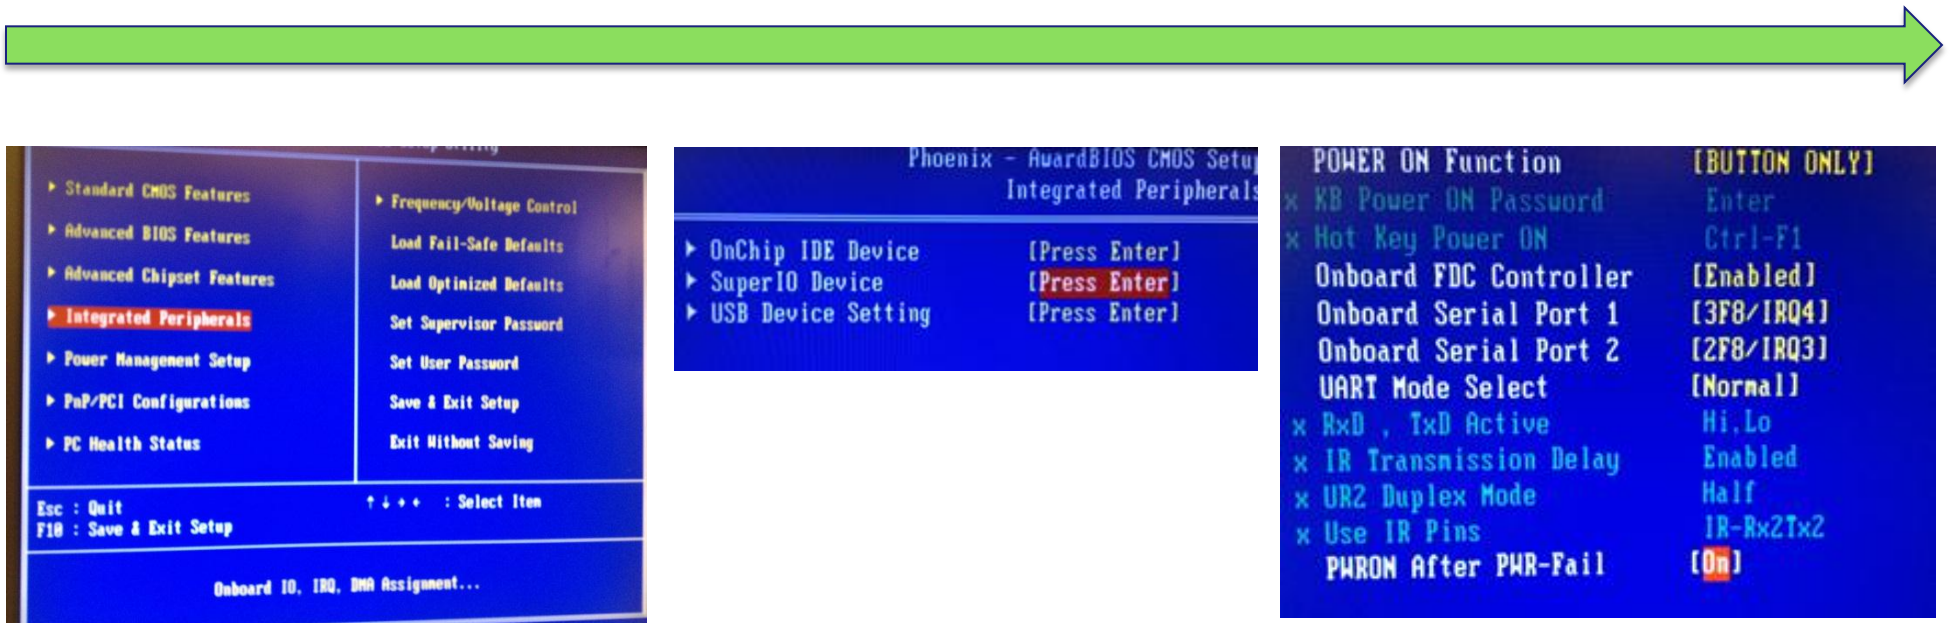 Standard CMOS Features
Advanced BIOS Features
Advanced Chipset Features
Integrated Peripherals
Power Management Setup
PnP/PCI Configurations
PC Health Status
Frequency/Voltage Control
Load Fail-Safe Defaults
Load Optimized Defaults
Set Supervisor Password
Set User Password
Save & Exit Setup
Exit Without Saving
Esc : Quit
F10 : Save & Exit Setup
↑ ↓ → ← : Select Item
Onboard IO, IRQ, DMA Assignment...
Phoenix - AwardBIOS CMOS Setup
Integrated Peripherals
OnChip IDE Device [Press Enter]
SuperIO Device [Press Enter]
USB Device Setting [Press Enter]
POWER ON Function [BUTTON ONLY]
x KB Power ON Password Enter
x Hot Key Power ON Ctrl-F1
Onboard FDC Controller [Enabled]
Onboard Serial Port 1 [3F8/IRQ4]
Onboard Serial Port 2 [2F8/IRQ3]
UART Mode Select [Normal]
x RxD , TxD Active Hi,Lo
x IR Transmission Delay Enabled
x UR2 Duplex Mode Half
x Use IR Pins IR-Rx2Tx2
PWRON After PWR-Fail [On]